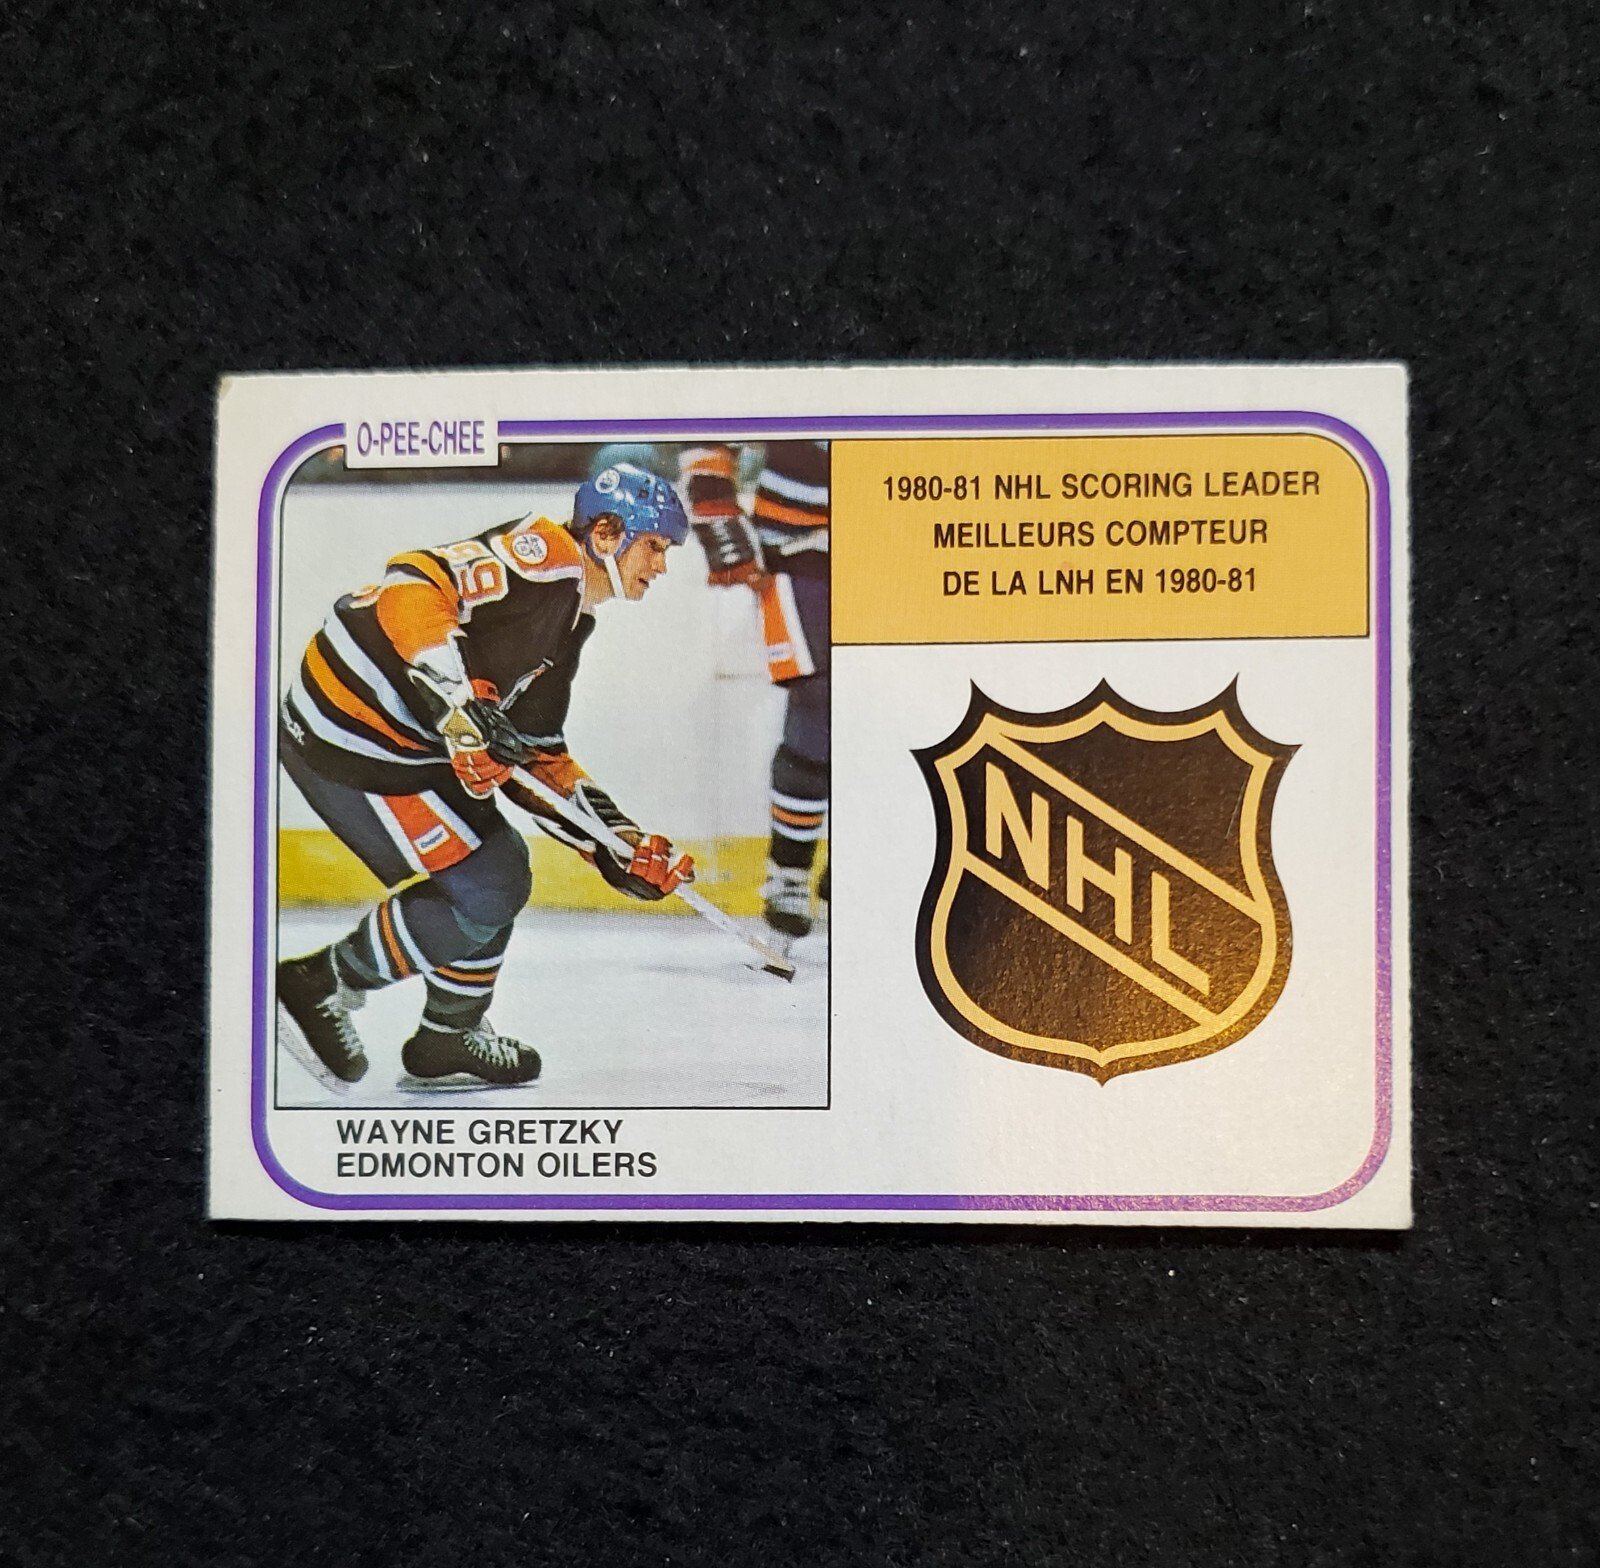 O-PEE-CHEE
1980-81 NHL SCORING LEADER
MEILLEURS COMPTEUR
DE LA LNH EN 1980-81
99
NHL
WAYNE GRETZKY
EDMONTON OILERS